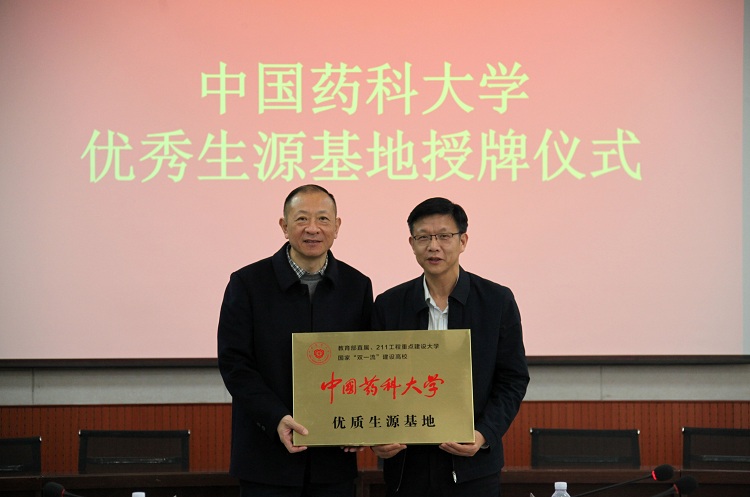 中国药科大学
优秀生源基地授牌仪式
教育部直属、211工程重点建设大学
国家“双一流”建设高校
中国药科大学
优质生源基地